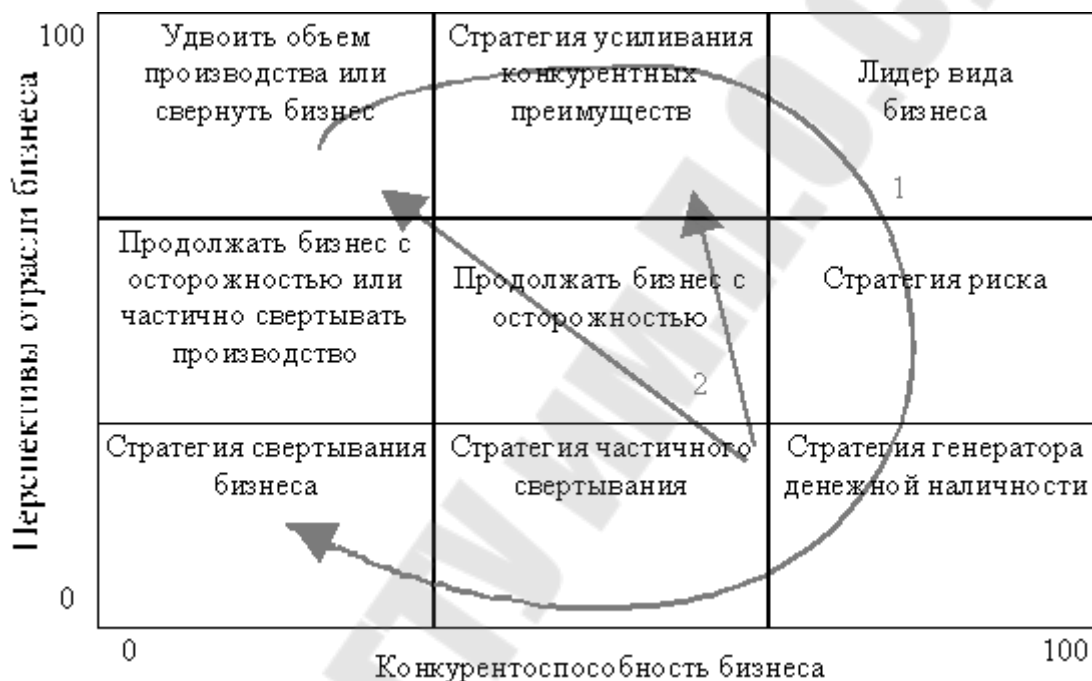 100
Удвоить объем
производства или
свернуть бизнес
Стратегия усиливания
конкурентных
преимуществ
Лидер вида
бизнеса
1
Продолжать бизнес с
осторожностью или
частично свертывать
производство
Продолжать бизнес с
осторожностью
Стратегия риска
2
Стратегия свертывания
бизнеса
Стратегия частичного
свертывания
Стратегия генератора
денежной наличности
0
0
100
Конкурентоспособность бизнеса
Перспективы отрасли бизнеса